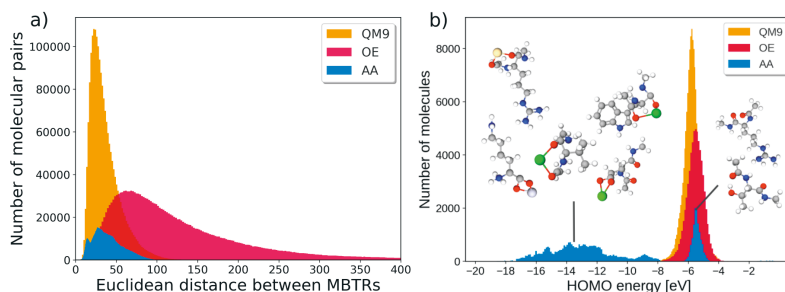 a)
QM9
OE
AA
100000
80000
60000
40000
20000
0
Number of molecular pairs
0 50 100 150 200 250 300 350 400
Euclidean distance between MBTRs
b)
QM9
OE
AA
8000
6000
4000
2000
0
Number of molecules
−20 −18 −16 −14 −12 −10 −8 −6 −4 −2
HOMO energy [eV]